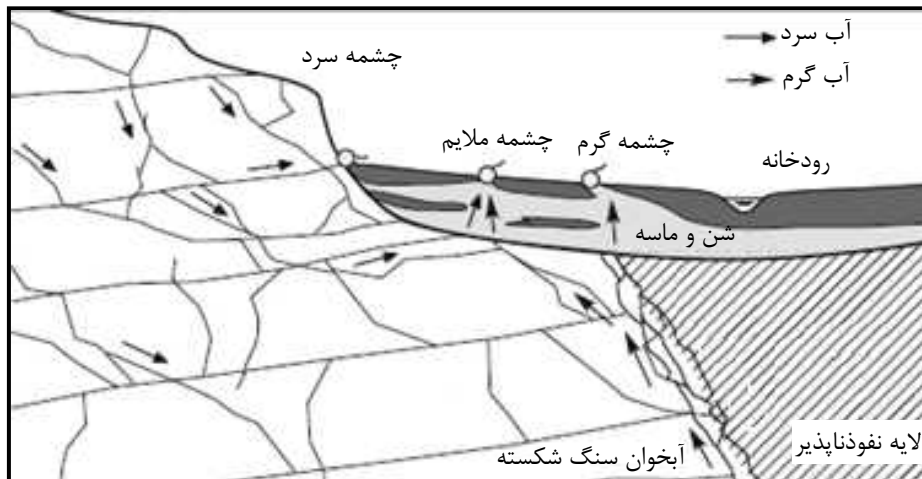 آب سرد
آب گرم
چشمه سرد
چشمه ملایم
چشمه گرم
رودخانه
شن و ماسه
لایه نفوذناپذیر
آبخوان سنگ شکسته